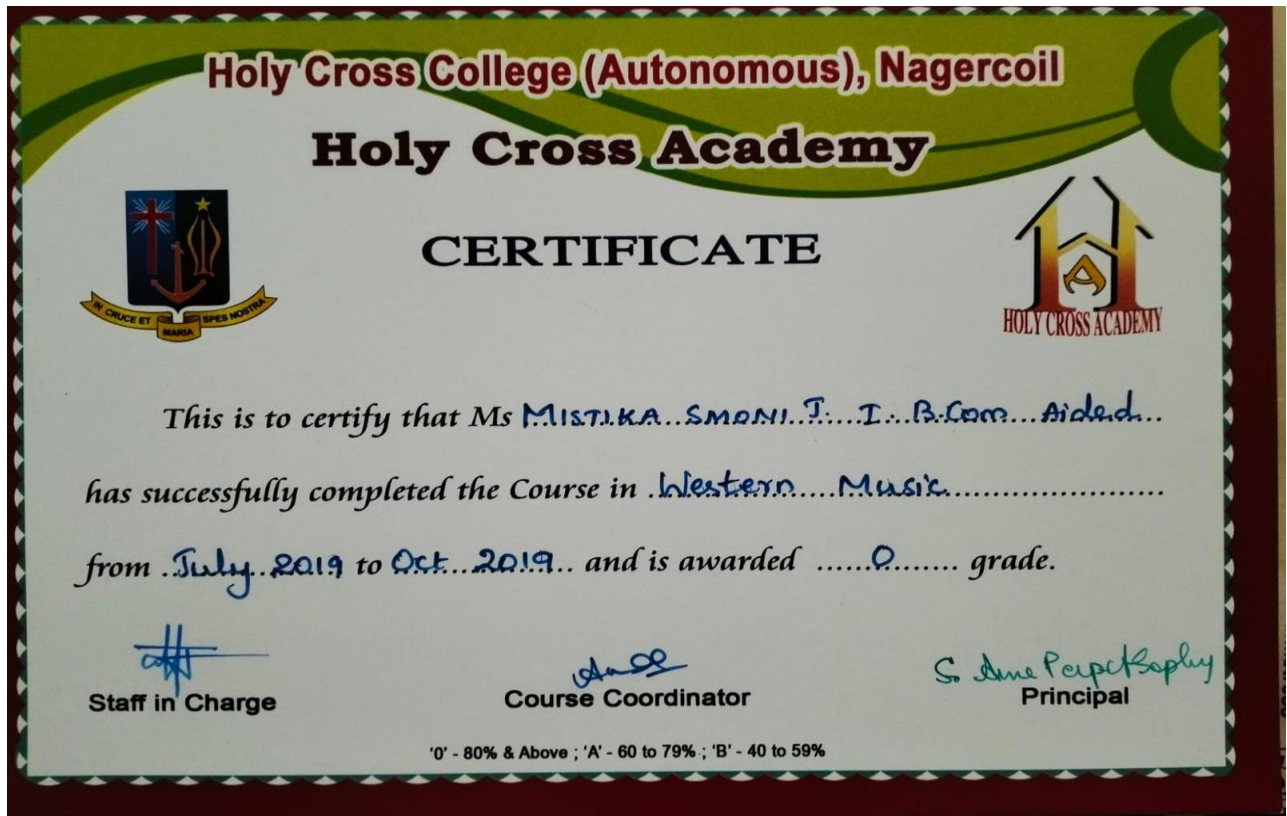 Holy Cross College (Autonomous), Nagercoil
Holy Cross Academy
CERTIFICATE
IN CRUCE ET MARIA SPES NOSTRA
HOLY CROSS ACADEMY
This is to certify that Ms MISTIKA SMONI J. I B.Com Aided
has successfully completed the Course in Western Music
from July 2019 to Oct 2019 and is awarded O grade.
Staff in Charge
Course Coordinator
Principal
'0' - 80% & Above ; 'A' - 60 to 79% ; 'B' - 40 to 59%